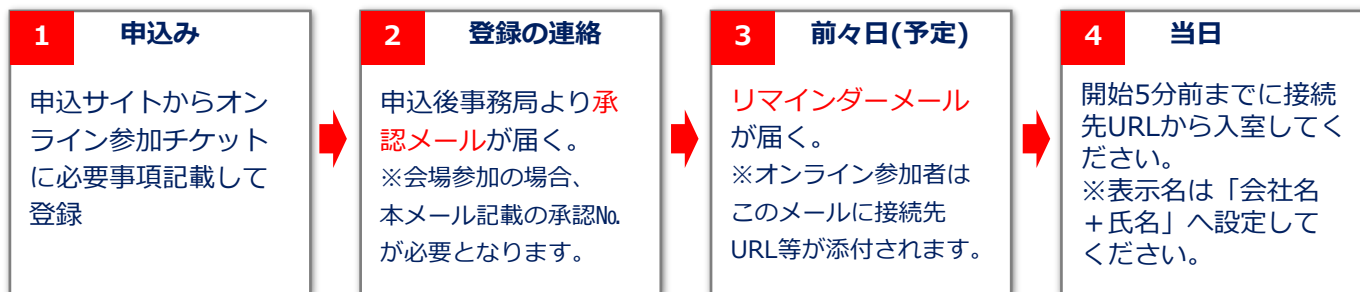 1 申込み
申込サイトからオン
ライン参加チケット
に必要事項記載して
登録
2 登録の連絡
申込後事務局より承
認メールが届く。
※会場参加の場合、
本メール記載の承認№
が必要となります。
3 前々日(予定)
リマインダーメール
が届く。
※オンライン参加者は
このメールに接続先
URL等が添付されます。
4 当日
開始5分前までに接続
先URLから入室してく
ださい。
※表示名は「会社名
+氏名」へ設定して
ください。